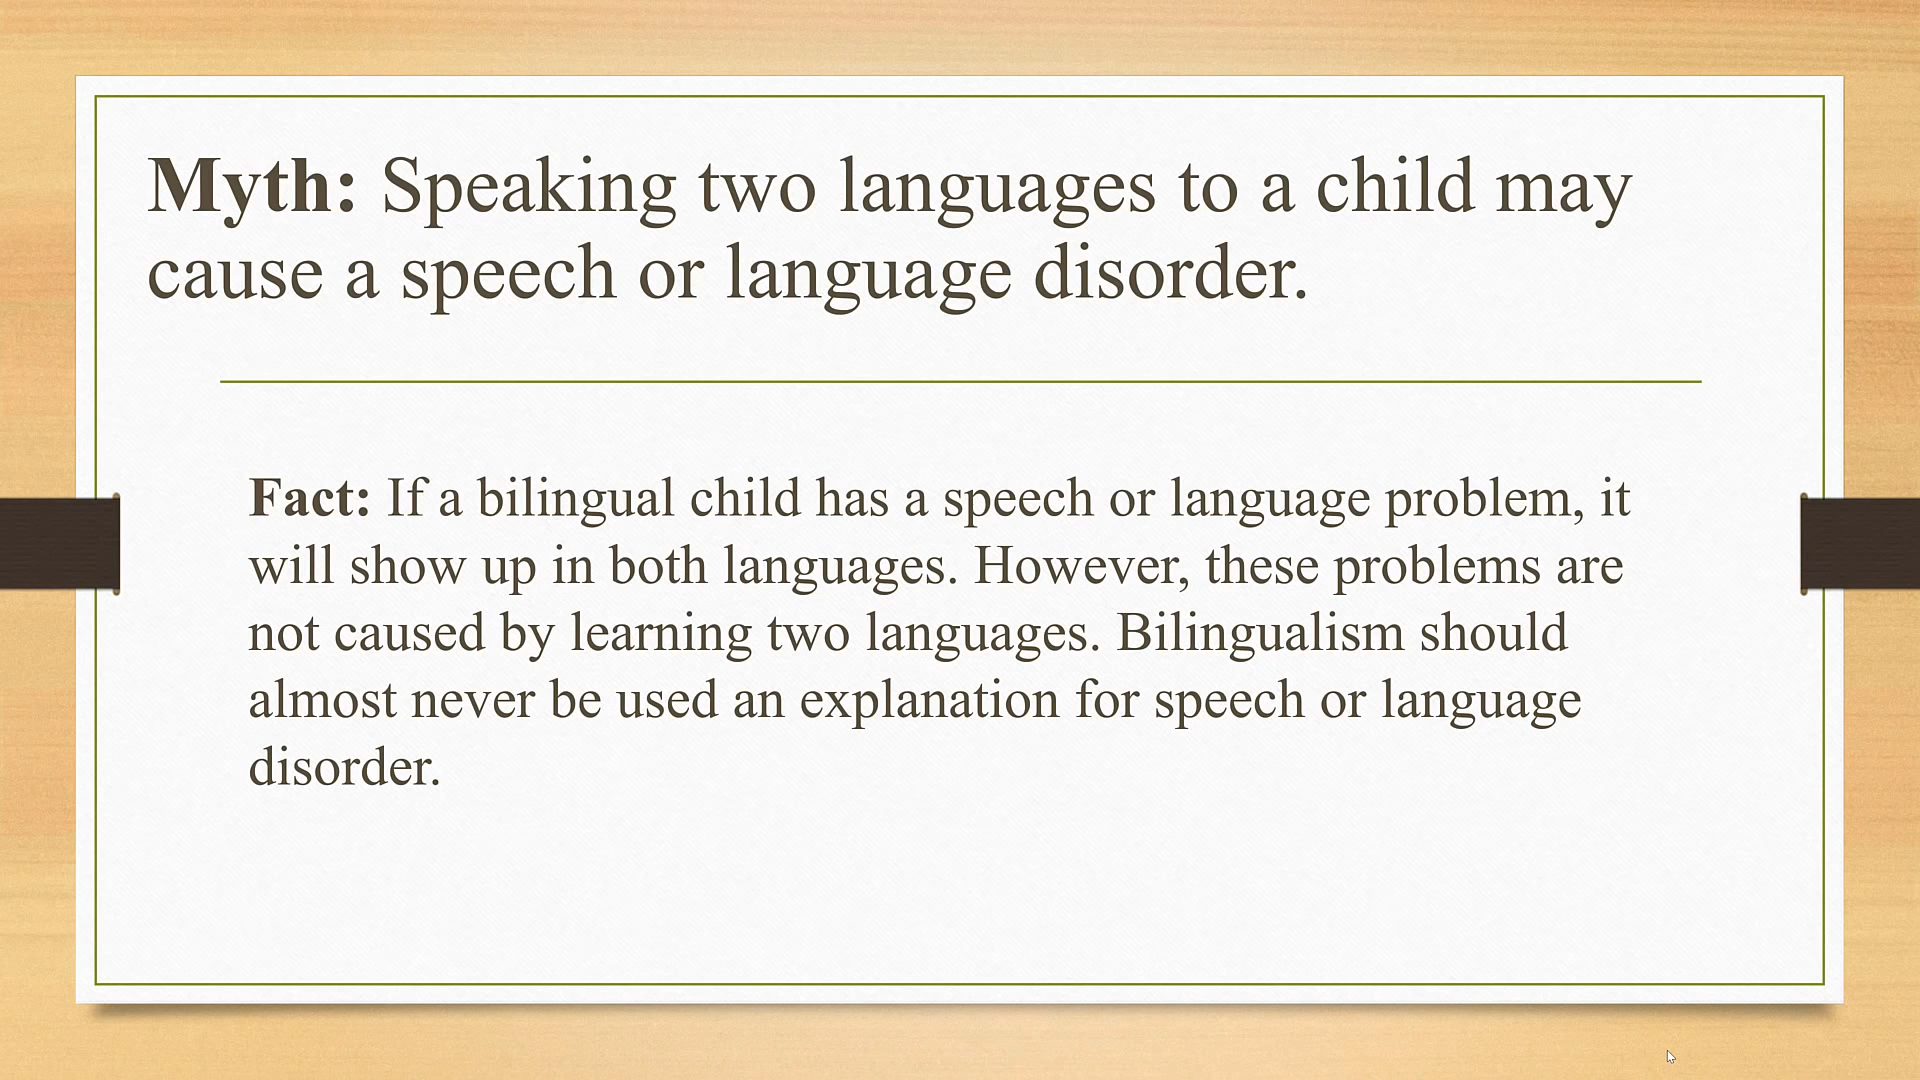 Myth: Speaking two languages to a child may
cause a speech or language disorder.
Fact: If a bilingual child has a speech or language problem, it
will show up in both languages. However, these problems are
not caused by learning two languages. Bilingualism should
almost never be used an explanation for speech or language
disorder.